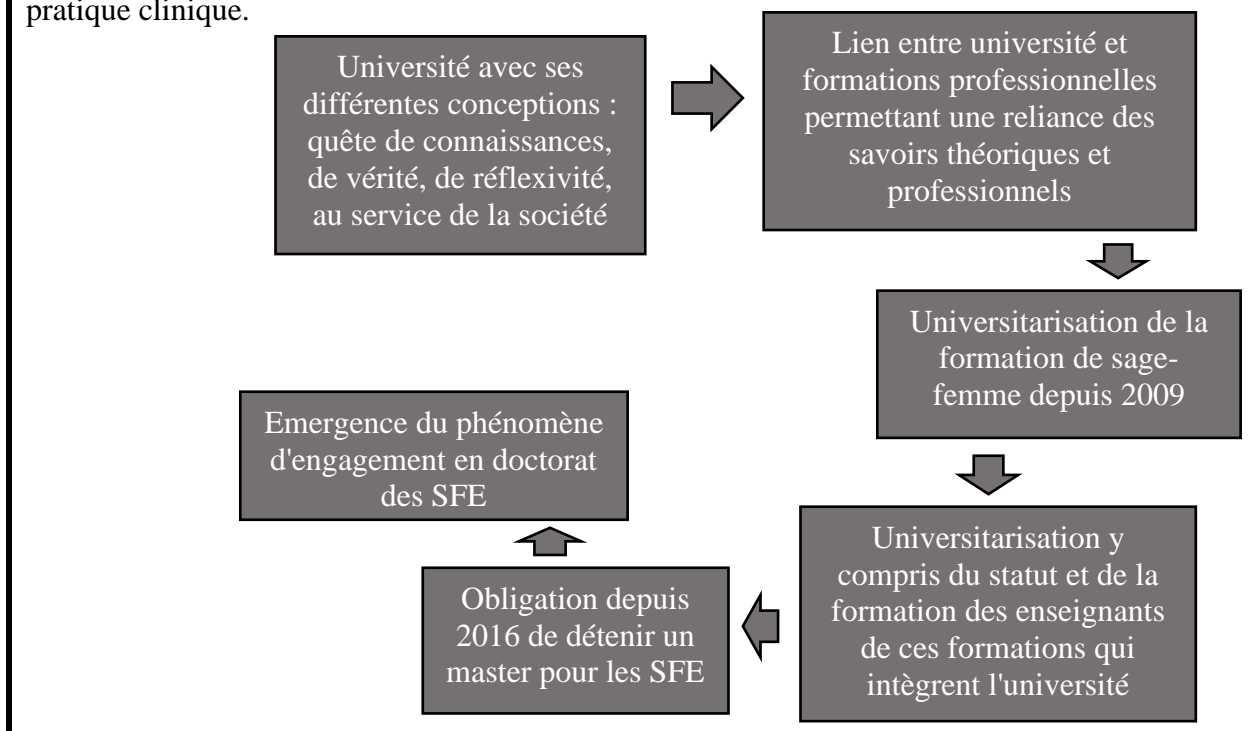 pratique clinique.
Université avec ses
différentes conceptions :
quête de connaissances,
de vérité, de réflexivité,
au service de la société
Lien entre université et
formations professionnelles
permettant une reliance des
savoirs théoriques et
professionnels
Universitarisation de la
formation de sage-
femme depuis 2009
Universitarisation y
compris du statut et de la
formation des enseignants
de ces formations qui
intègrent l'université
Obligation depuis
2016 de détenir un
master pour les SFE
Emergence du phénomène
d'engagement en doctorat
des SFE